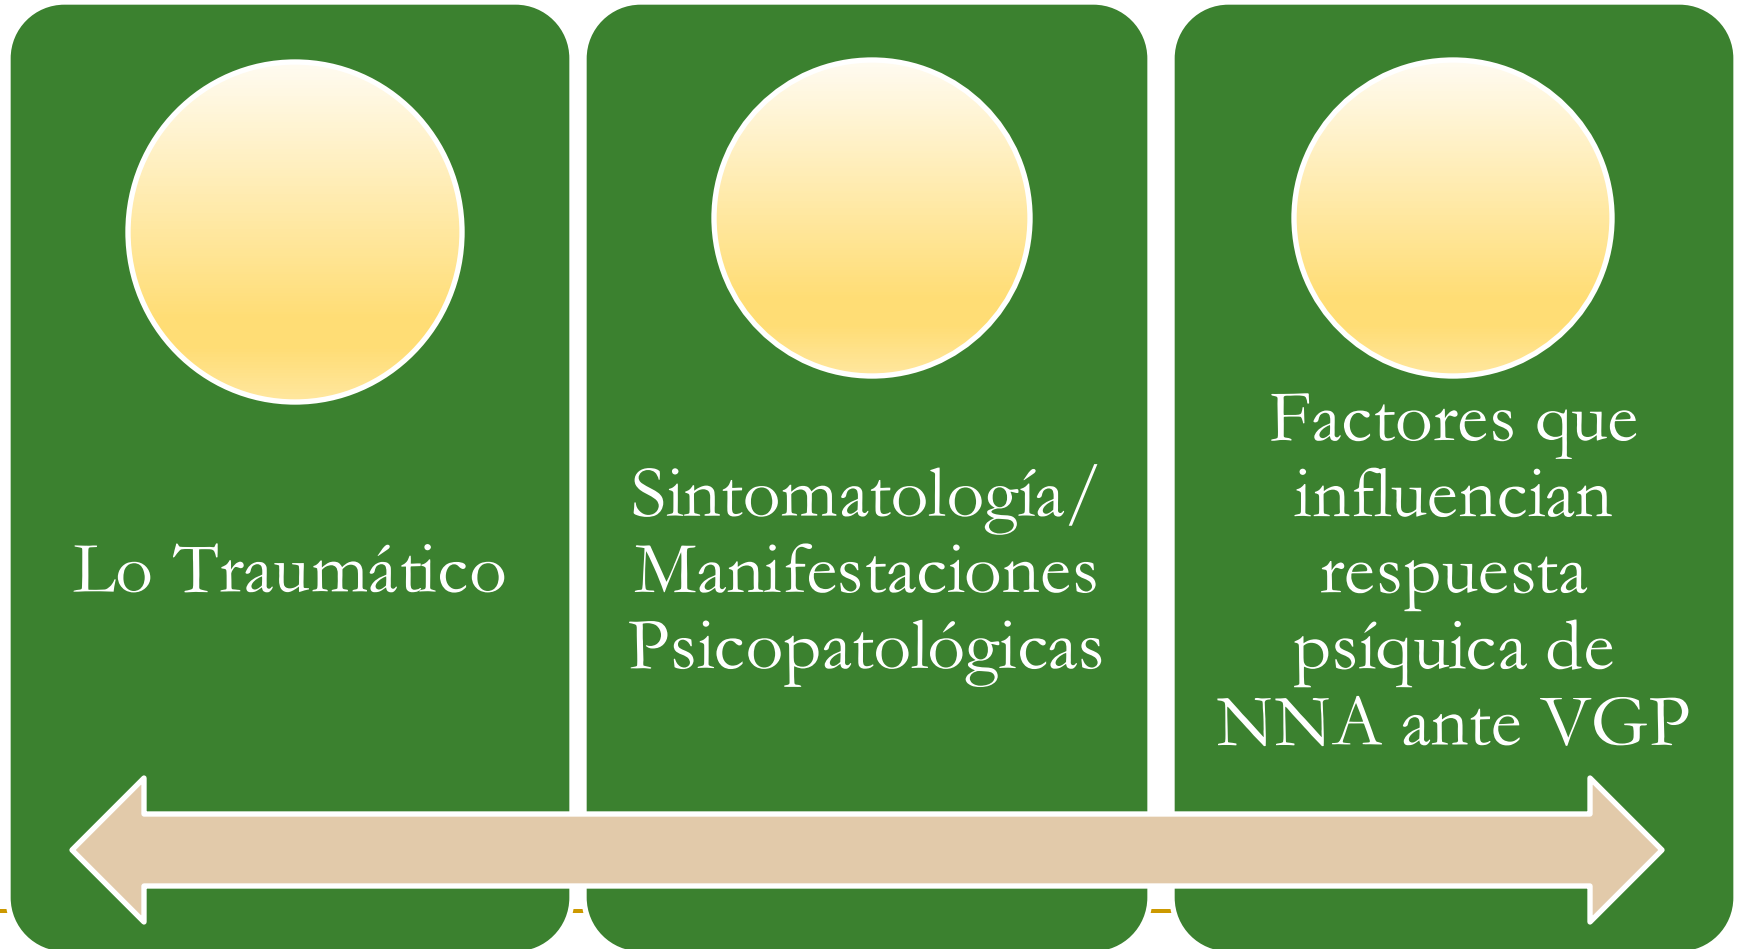 Lo Traumático
Sintomatología/
Manifestaciones
Psicopatológicas
Factores que
influencian
respuesta
psíquica de
NNA ante VGP